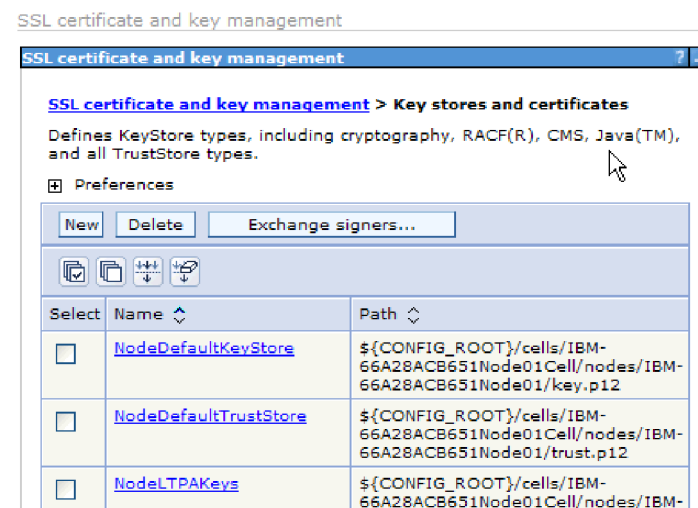 SSL certificate and key management
SSL certificate and key management ?
SSL certificate and key management > Key stores and certificates
Defines KeyStore types, including cryptography, RACF(R), CMS, Java(TM),
and all TrustStore types.
Preferences
New Delete Exchange signers...
Select Name Path
NodeDefaultKeyStore ${CONFIG_ROOT}/cells/IBM-
66A28ACB651Node01Cell/nodes/IBM-
66A28ACB651Node01/key.p12
NodeDefaultTrustStore ${CONFIG_ROOT}/cells/IBM-
66A28ACB651Node01Cell/nodes/IBM-
66A28ACB651Node01/trust.p12
NodeLTPAKeys ${CONFIG_ROOT}/cells/IBM-
66A28ACB651Node01Cell/nodes/IBM-